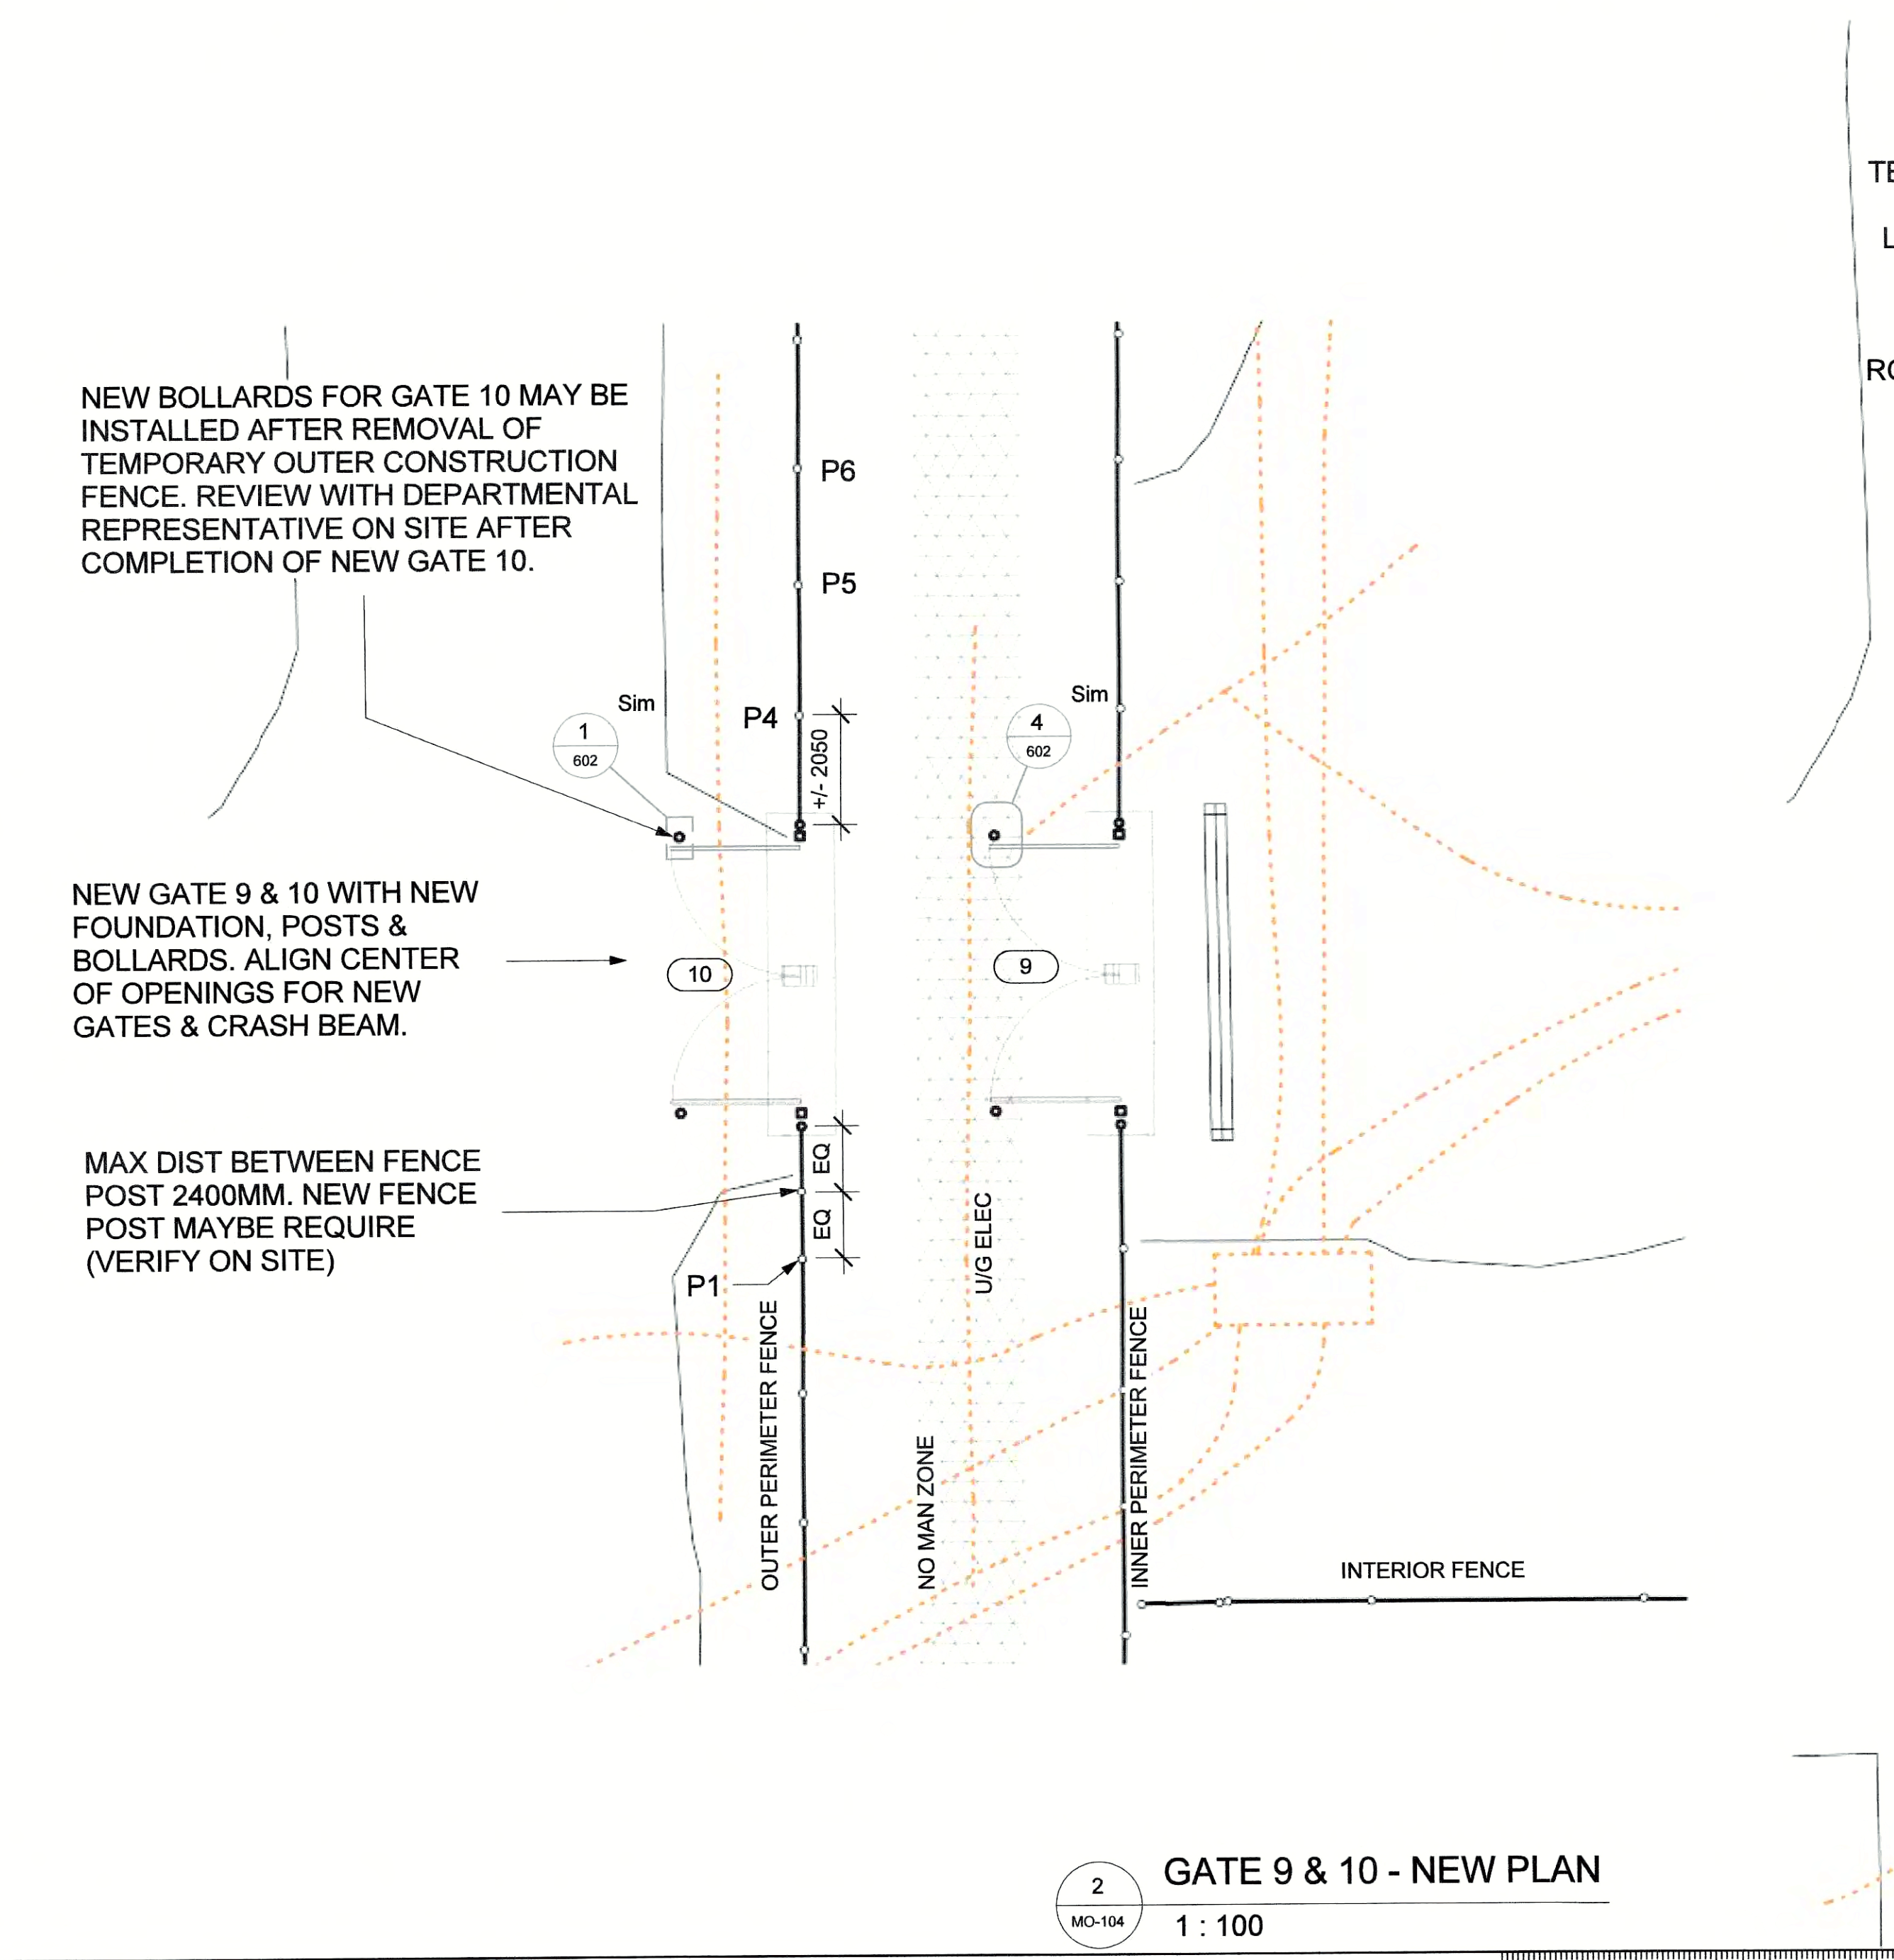 TE
L
RO
NEW BOLLARDS FOR GATE 10 MAY BE
INSTALLED AFTER REMOVAL OF
TEMPORARY OUTER CONSTRUCTION
FENCE. REVIEW WITH DEPARTMENTAL
REPRESENTATIVE ON SITE AFTER
COMPLETION OF NEW GATE 10.
P6
P5
Sim
P4
1
602
+/- 2050
Sim
4
602
NEW GATE 9 & 10 WITH NEW
FOUNDATION, POSTS &
BOLLARDS. ALIGN CENTER
OF OPENINGS FOR NEW
GATES & CRASH BEAM.
10
9
MAX DIST BETWEEN FENCE
POST 2400MM. NEW FENCE
POST MAYBE REQUIRE
(VERIFY ON SITE)
EQ
EQ
P1
U/G ELEC
OUTER PERIMETER FENCE
NO MAN ZONE
INNER PERIMETER FENCE
INTERIOR FENCE
2
MO-104
GATE 9 & 10 - NEW PLAN
1 : 100